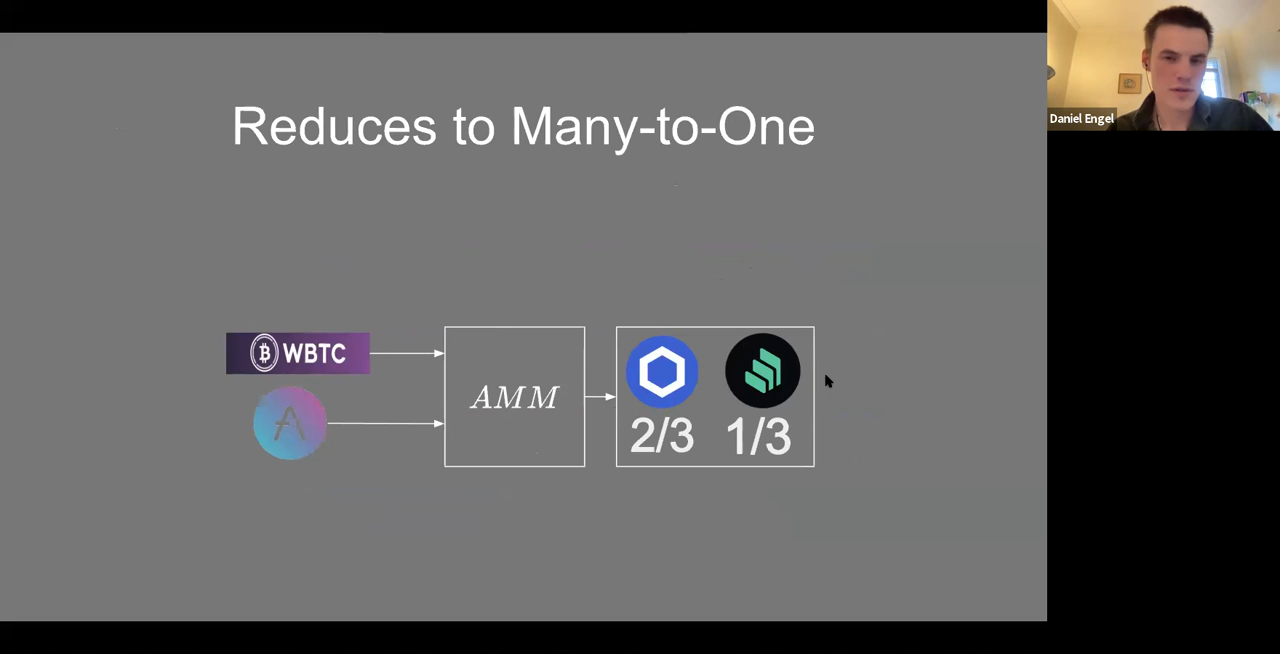 Reduces to Many-to-One
Daniel Engel
WBTC
AMM
2/3 1/3